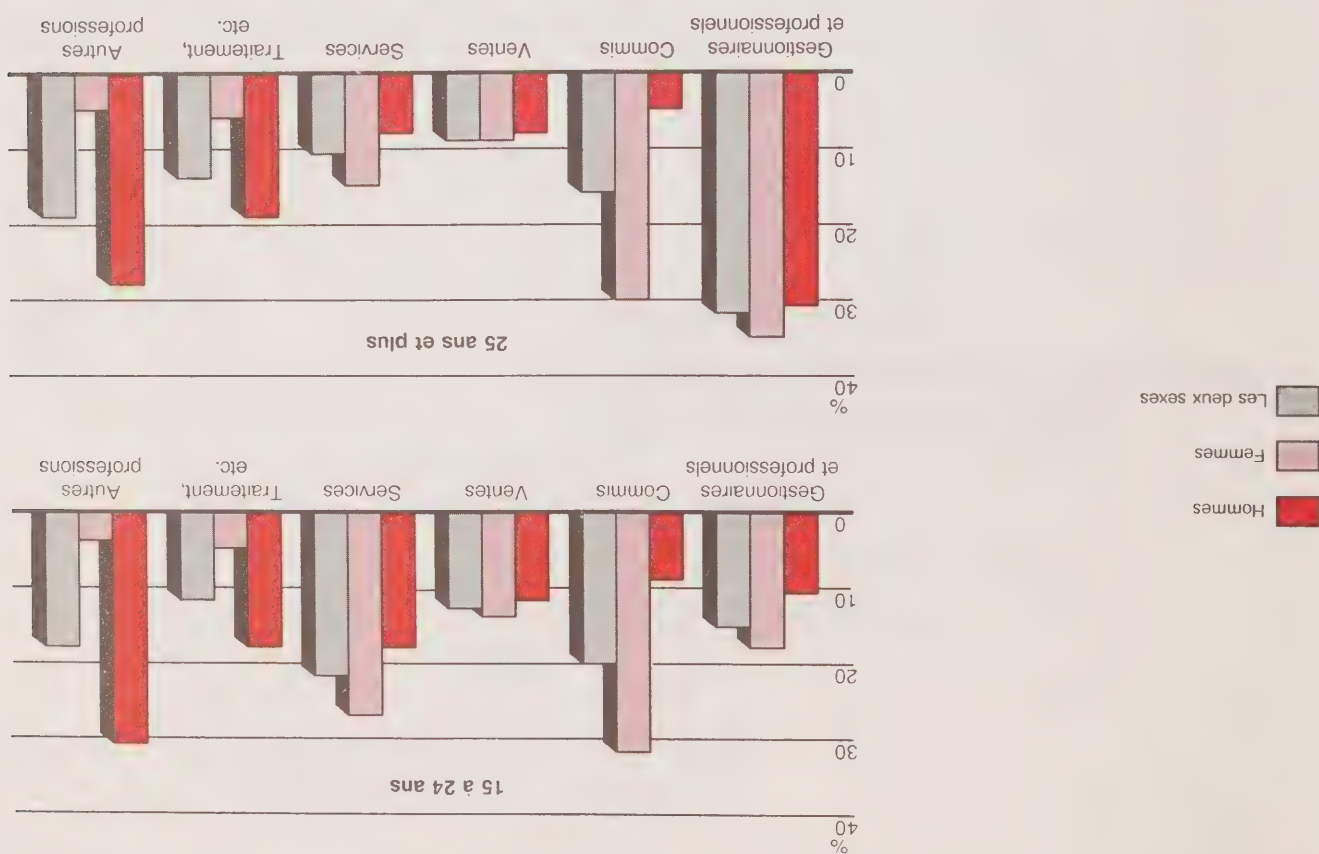 %
40
15 à 24 ans
30
20
10
0
Gestionnaires
et professionnels
Commis
Ventes
Services
Traitement,
etc.
Autres
professions
Hommes
Femmes
Les deux sexes
%
40
25 ans et plus
30
20
10
0
Gestionnaires
et professionnels
Commis
Ventes
Services
Traitement,
etc.
Autres
professions